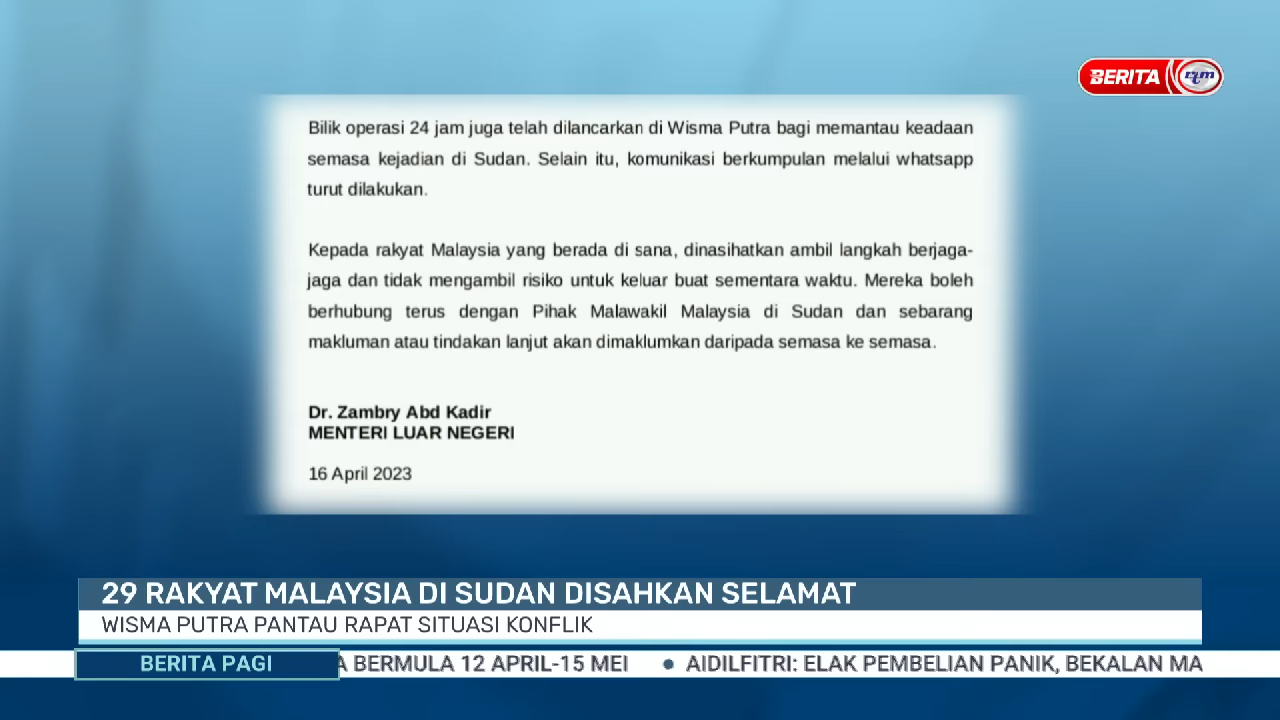 BERITA rtm
Bilik operasi 24 jam juga telah dilancarkan di Wisma Putra bagi memantau keadaan
semasa kejadian di Sudan. Selain itu, komunikasi berkumpulan melalui whatsapp
turut dilakukan.
Kepada rakyat Malaysia yang berada di sana, dinasihatkan ambil langkah berjaga-
jaga dan tidak mengambil risiko untuk keluar buat sementara waktu. Mereka boleh
berhubung terus dengan Pihak Malawakil Malaysia di Sudan dan sebarang
makluman atau tindakan lanjut akan dimaklumkan daripada semasa ke semasa.
Dr. Zambry Abd Kadir
MENTERI LUAR NEGERI
16 April 2023
29 RAKYAT MALAYSIA DI SUDAN DISAHKAN SELAMAT
WISMA PUTRA PANTAU RAPAT SITUASI KONFLIK
BERITA PAGI A BERMULA 12 APRIL-15 MEI • AIDILFITRI: ELAK PEMBELIAN PANIK, BEKALAN MA